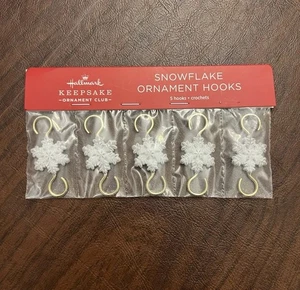 Hallmark
KEEPSAKE
ORNAMENT CLUB
SNOWFLAKE
ORNAMENT HOOKS
5 hooks • crochets